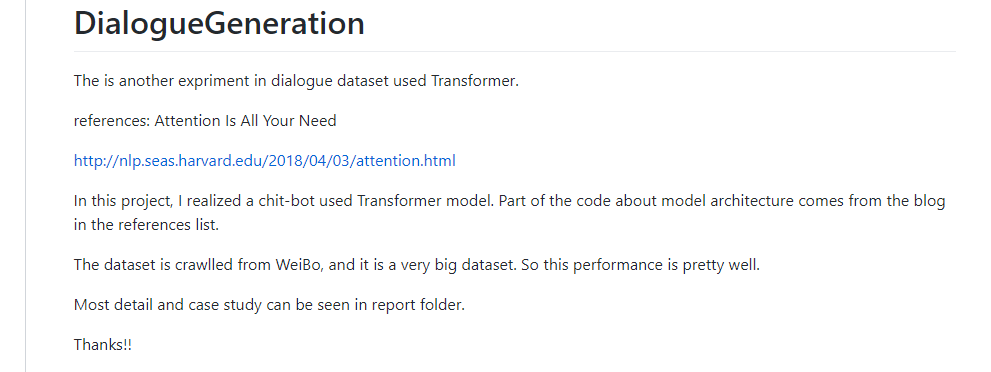 DialogueGeneration
The is another expriment in dialogue dataset used Transformer.
references: Attention Is All Your Need
http://nlp.seas.harvard.edu/2018/04/03/attention.html
In this project, I realized a chit-bot used Transformer model. Part of the code about model architecture comes from the blog
in the references list.
The dataset is crawlled from WeiBo, and it is a very big dataset. So this performance is pretty well.
Most detail and case study can be seen in report folder.
Thanks!!